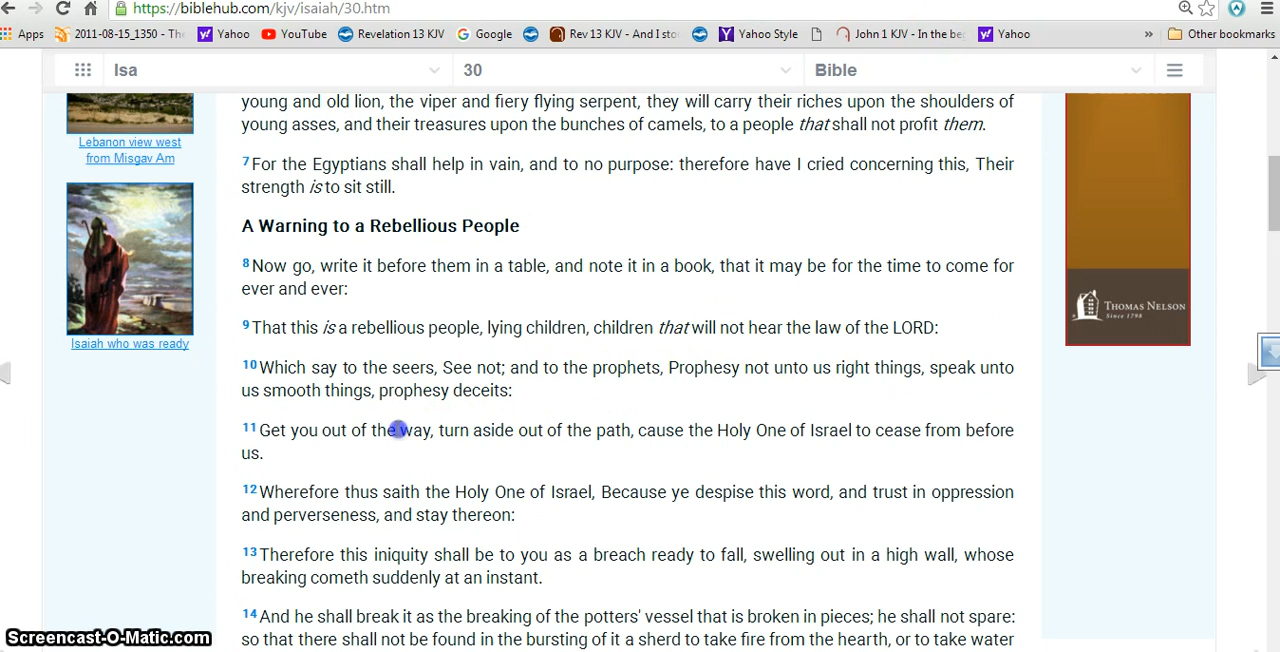 https://biblehub.com/kjv/isaiah/30.htm
Apps 2011-08-15_1350 - The Yahoo YouTube Revelation 13 KJV Google Rev 13 KJV - And I sto Yahoo Style John 1 KJV - In the be Yahoo » Other bookmarks
Isa 30 Bible
young and old lion, the viper and fiery flying serpent, they will carry their riches upon the shoulders of
young asses, and their treasures upon the bunches of camels, to a people that shall not profit them.
Lebanon view west
from Misgav Am
7 For the Egyptians shall help in vain, and to no purpose: therefore have I cried concerning this, Their
strength is to sit still.
A Warning to a Rebellious People
8 Now go, write it before them in a table, and note it in a book, that it may be for the time to come for
ever and ever:
9 That this is a rebellious people, lying children, children that will not hear the law of the LORD:
Isaiah who was ready
10 Which say to the seers, See not; and to the prophets, Prophesy not unto us right things, speak unto
us smooth things, prophesy deceits:
11 Get you out of the way, turn aside out of the path, cause the Holy One of Israel to cease from before
us.
12 Wherefore thus saith the Holy One of Israel, Because ye despise this word, and trust in oppression
and perverseness, and stay thereon:
13 Therefore this iniquity shall be to you as a breach ready to fall, swelling out in a high wall, whose
breaking cometh suddenly at an instant.
14 And he shall break it as the breaking of the potters' vessel that is broken in pieces; he shall not spare:
so that there shall not be found in the bursting of it a sherd to take fire from the hearth, or to take water
THOMAS NELSON
Since 1798
Screencast-O-Matic.com